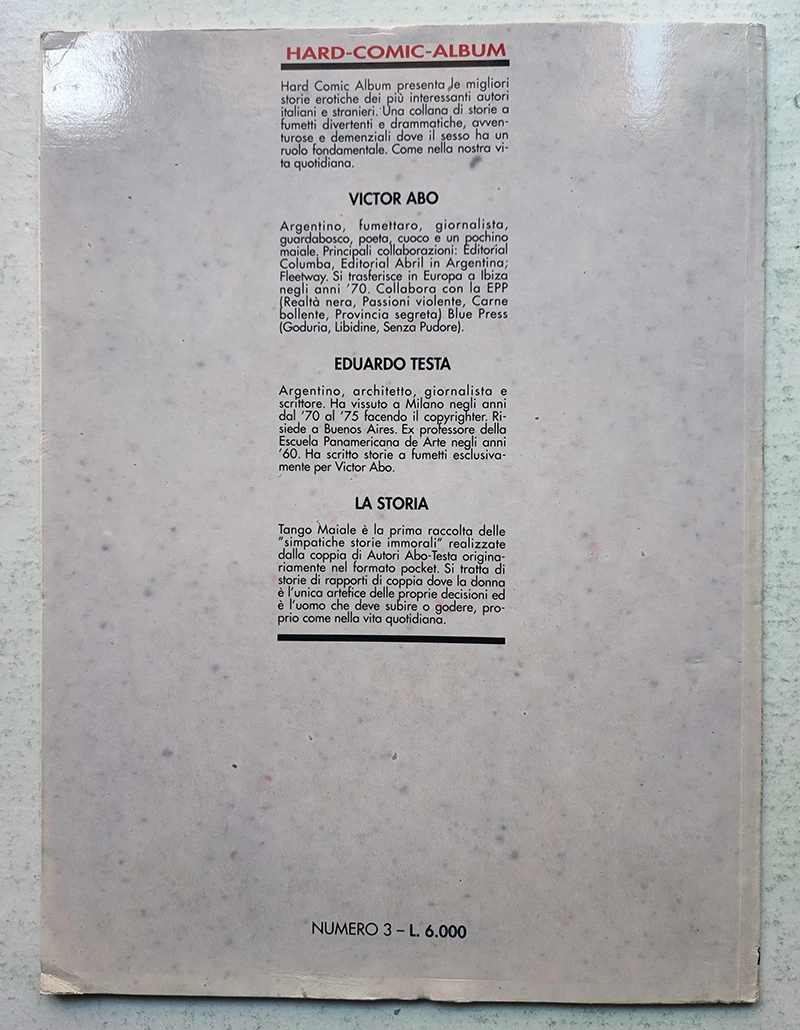 HARD-COMIC-ALBUM
Hard Comic Album presenta le migliori
storie erotiche dei più interessanti autori
italiani e stranieri. Una collana di storie a
fumetti divertenti e drammatiche, avven-
turose e demenziali dove il sesso ha un
ruolo fondamentale. Come nella nostra vi-
ta quotidiana.
VICTOR ABO
Argentino, fumettaro, giornalista,
guardabosco, poeta, cuoco e un pochino
maiale. Principali collaborazioni: Editorial
Columba, Editorial Abril in Argentina;
Fleetway. Si trasferisce in Europa a Ibiza
negli anni '70. Collabora con la EPP
(Realtà nera, Passioni violente, Carne
bollente, Provincia segreta) Blue Press
(Goduria, Libidine, Senza Pudore).
EDUARDO TESTA
Argentino, architetto, giornalista e
scrittore. Ha vissuto a Milano negli anni
dal '70 al '75 facendo il copyrighter. Ri-
siede a Buenos Aires. Ex professore della
Escuela Panamericana de Arte negli anni
'60. Ha scritto storie a fumetti esclusiva-
mente per Victor Abo.
LA STORIA
Tango Maiale è la prima raccolta delle
"simpatiche storie immorali" realizzate
dalla coppia di Autori Abo-Testa origina-
riamente nel formato pocket. Si tratta di
storie di rapporti di coppia dove la donna
è l'unica artefice delle proprie decisioni ed
è l'uomo che deve subire o godere, pro-
prio come nella vita quotidiana.
NUMERO 3 – L. 6.000